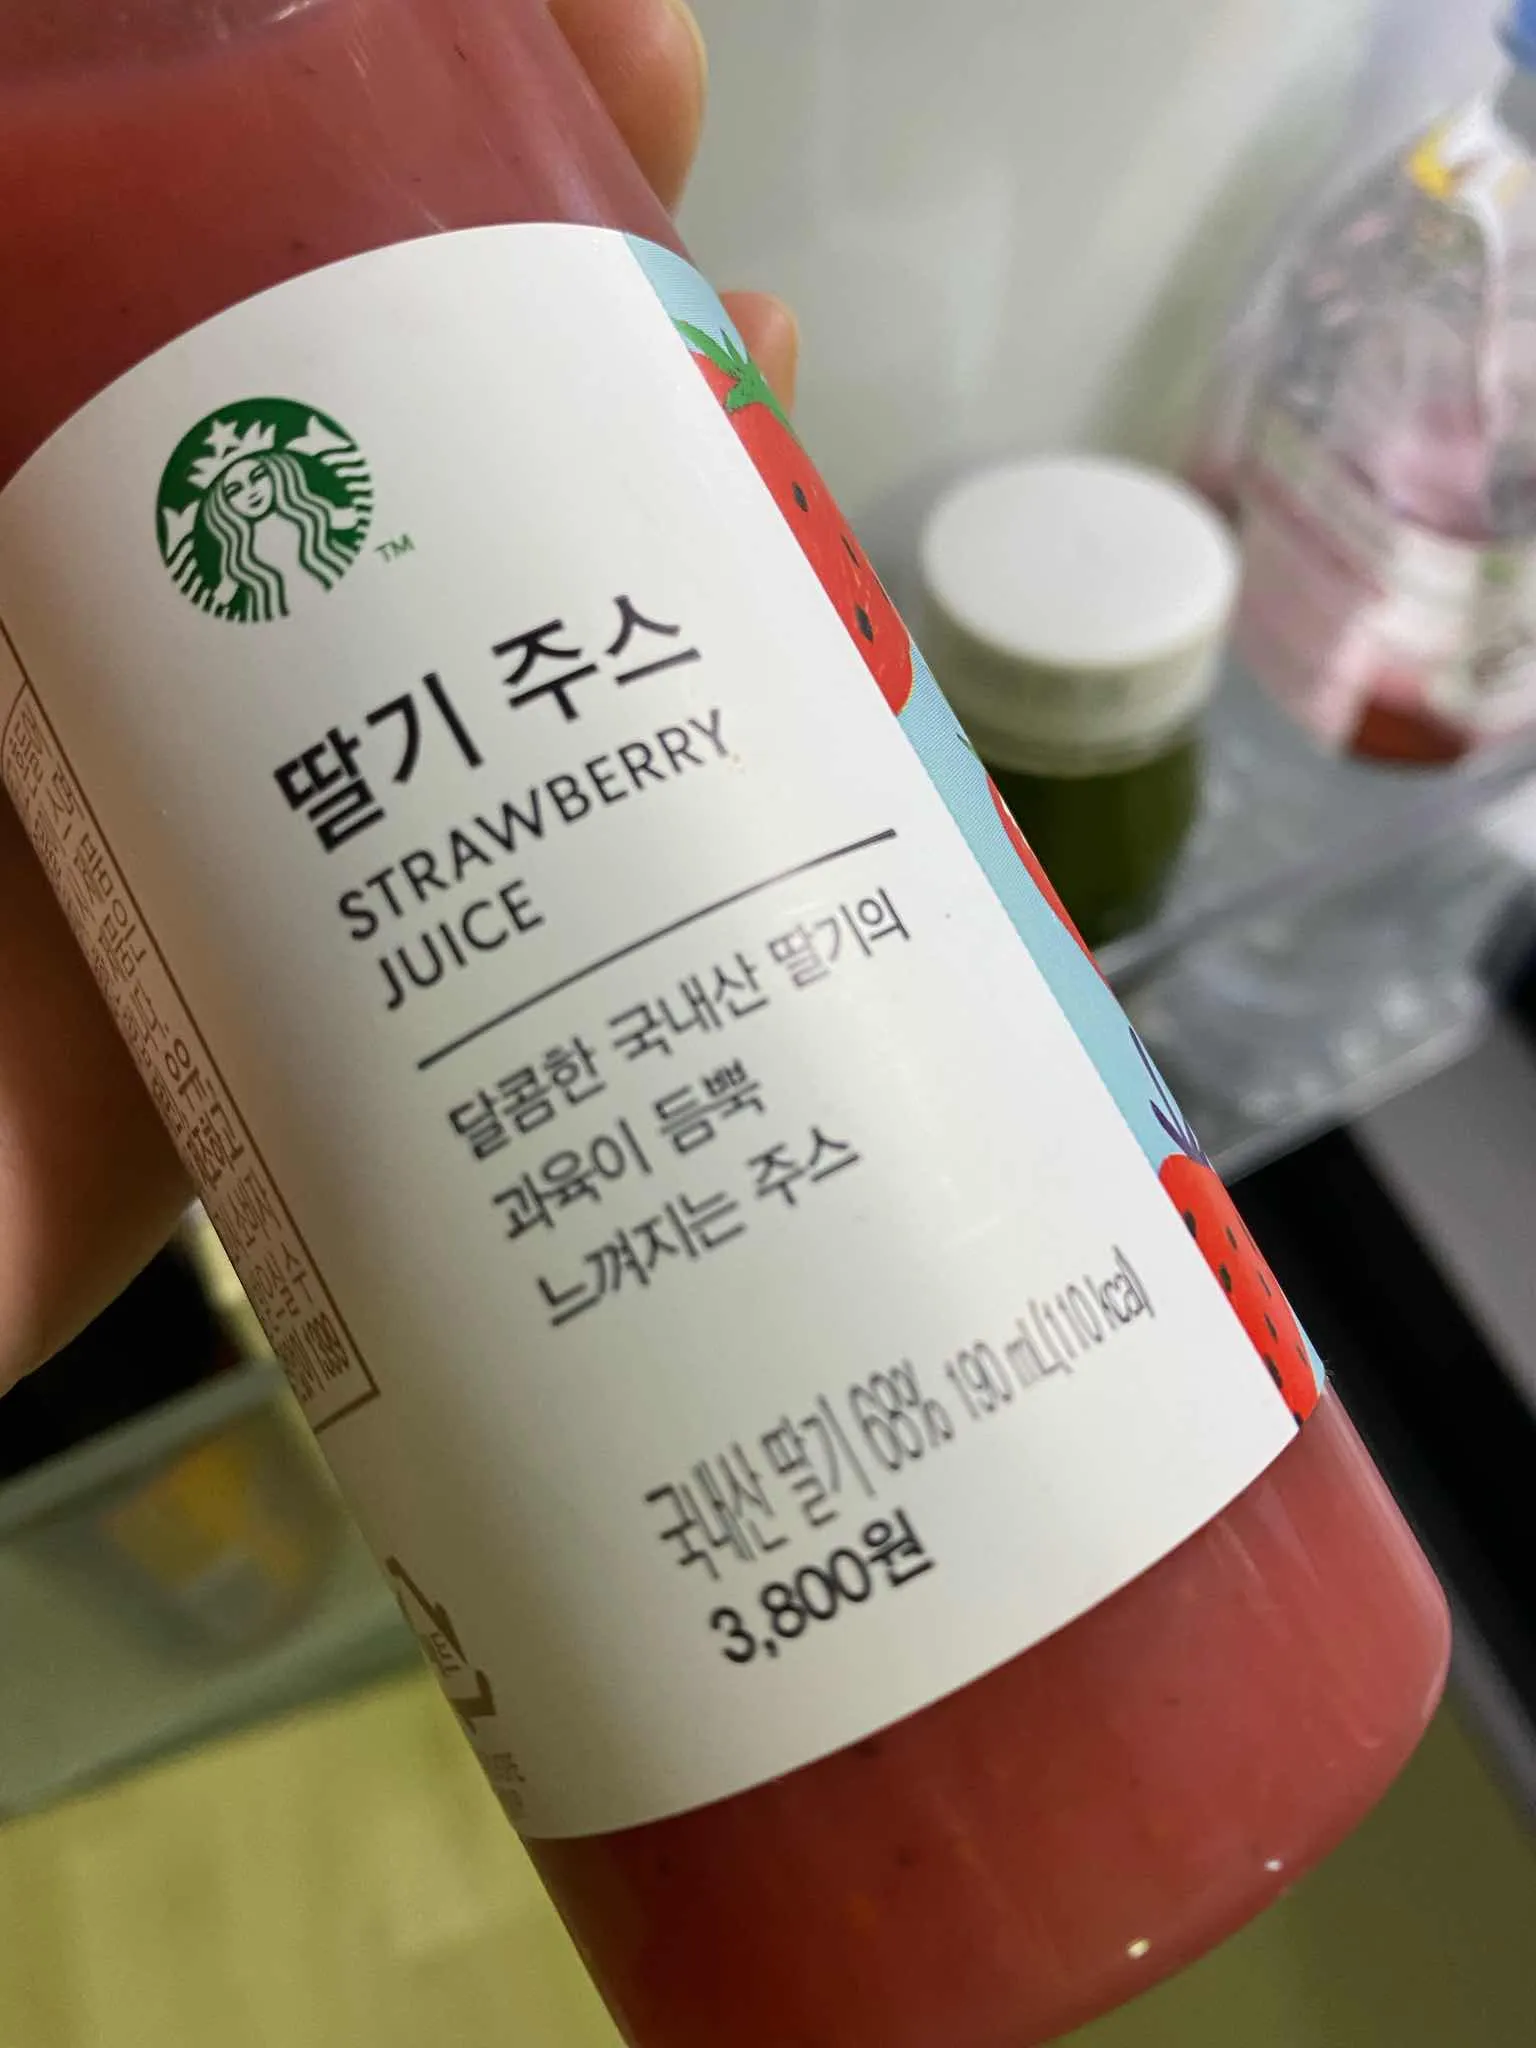 TM
딸기 주스
STRAWBERRY
JUICE
달콤한 국내산 딸기의
과육이 듬뿍
느껴지는 주스
국내산 딸기 68% 190 mL(110 kcal)
3,800원